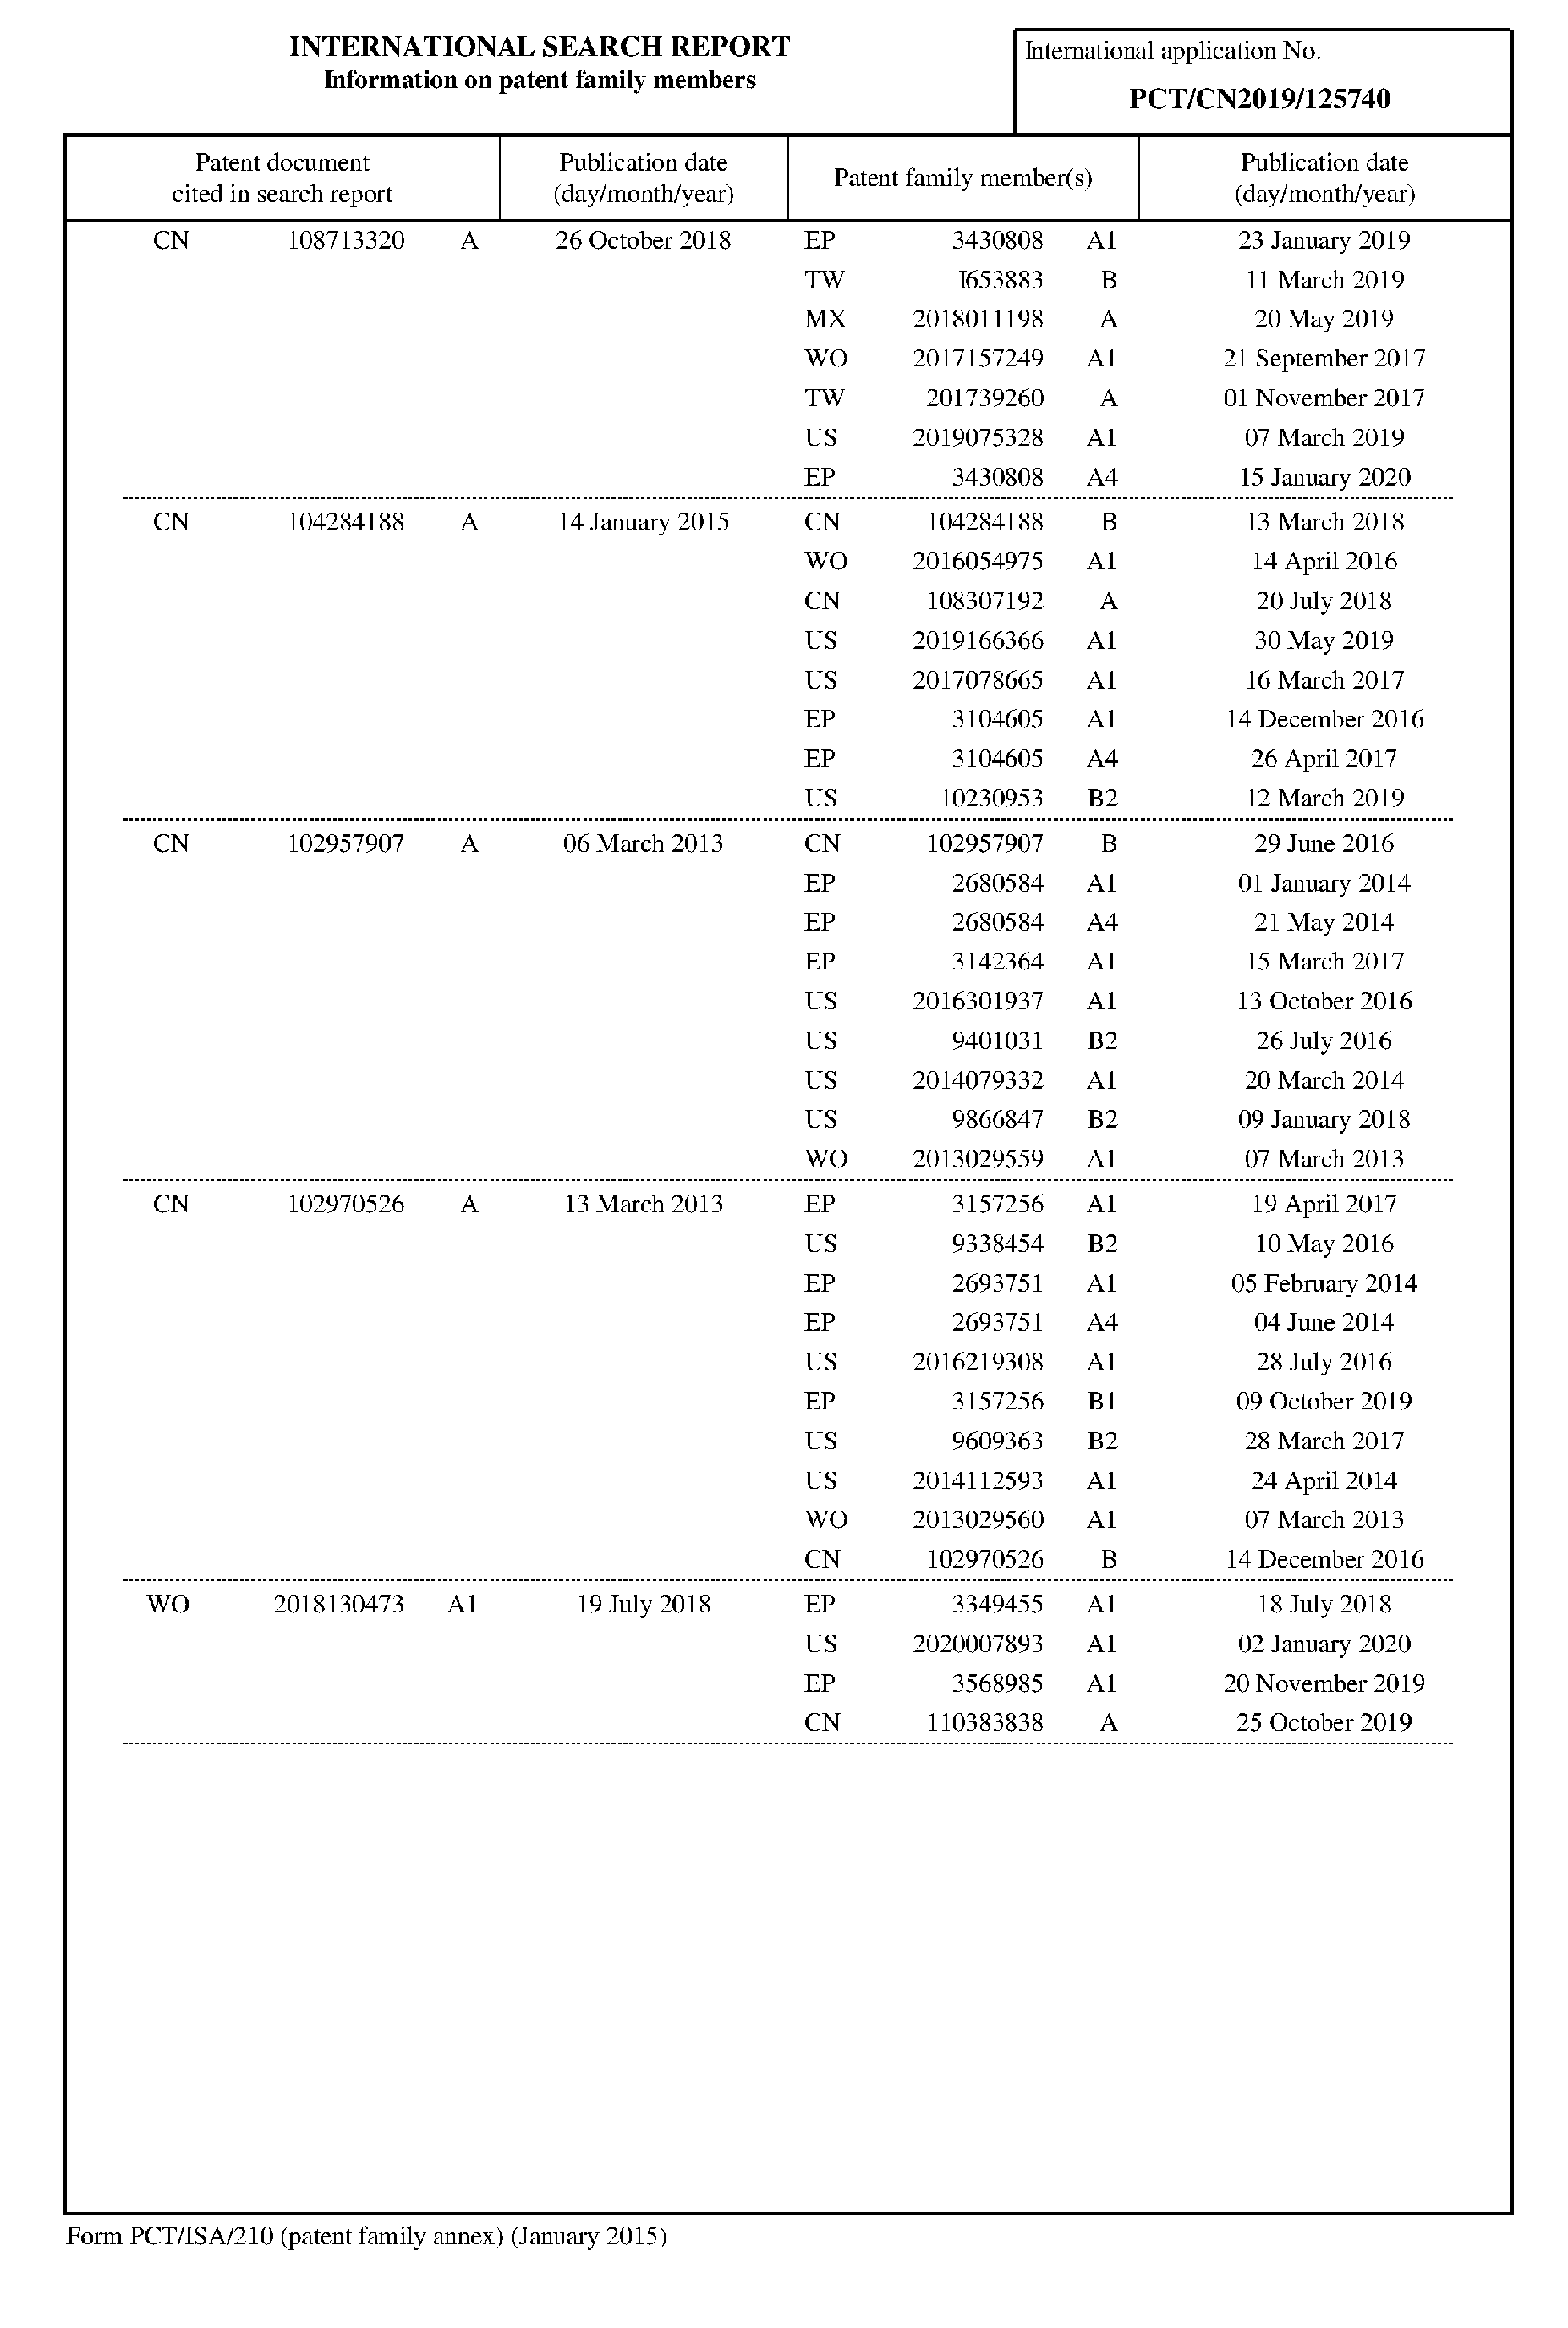 INTERNATIONAL SEARCH REPORT
Information on patent family members
International application No.
PCT/CN2019/125740
Patent document cited in search report
Publication date (day/month/year)
Patent family member(s)
Publication date (day/month/year)
CN 108713320 A 26 October 2018 EP 3430808 A1 23 January 2019
TW I653883 B 11 March 2019
MX 2018011198 A 20 May 2019
WO 2017157249 A1 21 September 2017
TW 201739260 A 01 November 2017
US 2019075328 A1 07 March 2019
EP 3430808 A4 15 January 2020
CN 104284188 A 14 January 2015 CN 104284188 B 13 March 2018
WO 2016054975 A1 14 April 2016
CN 108307192 A 20 July 2018
US 2019166366 A1 30 May 2019
US 2017078665 A1 16 March 2017
EP 3104605 A1 14 December 2016
EP 3104605 A4 26 April 2017
US 10230953 B2 12 March 2019
CN 102957907 A 06 March 2013 CN 102957907 B 29 June 2016
EP 2680584 A1 01 January 2014
EP 2680584 A4 21 May 2014
EP 3142364 A1 15 March 2017
US 2016301937 A1 13 October 2016
US 9401031 B2 26 July 2016
US 2014079332 A1 20 March 2014
US 9866847 B2 09 January 2018
WO 2013029559 A1 07 March 2013
CN 102970526 A 13 March 2013 EP 3157256 A1 19 April 2017
US 9338454 B2 10 May 2016
EP 2693751 A1 05 February 2014
EP 2693751 A4 04 June 2014
US 2016219308 A1 28 July 2016
EP 3157256 B1 09 October 2019
US 9609363 B2 28 March 2017
US 2014112593 A1 24 April 2014
WO 2013029560 A1 07 March 2013
CN 102970526 B 14 December 2016
WO 2018130473 A1 19 July 2018 EP 3349455 A1 18 July 2018
US 2020007893 A1 02 January 2020
EP 3568985 A1 20 November 2019
CN 110383838 A 25 October 2019
Form PCT/ISA/210 (patent family annex) (January 2015)